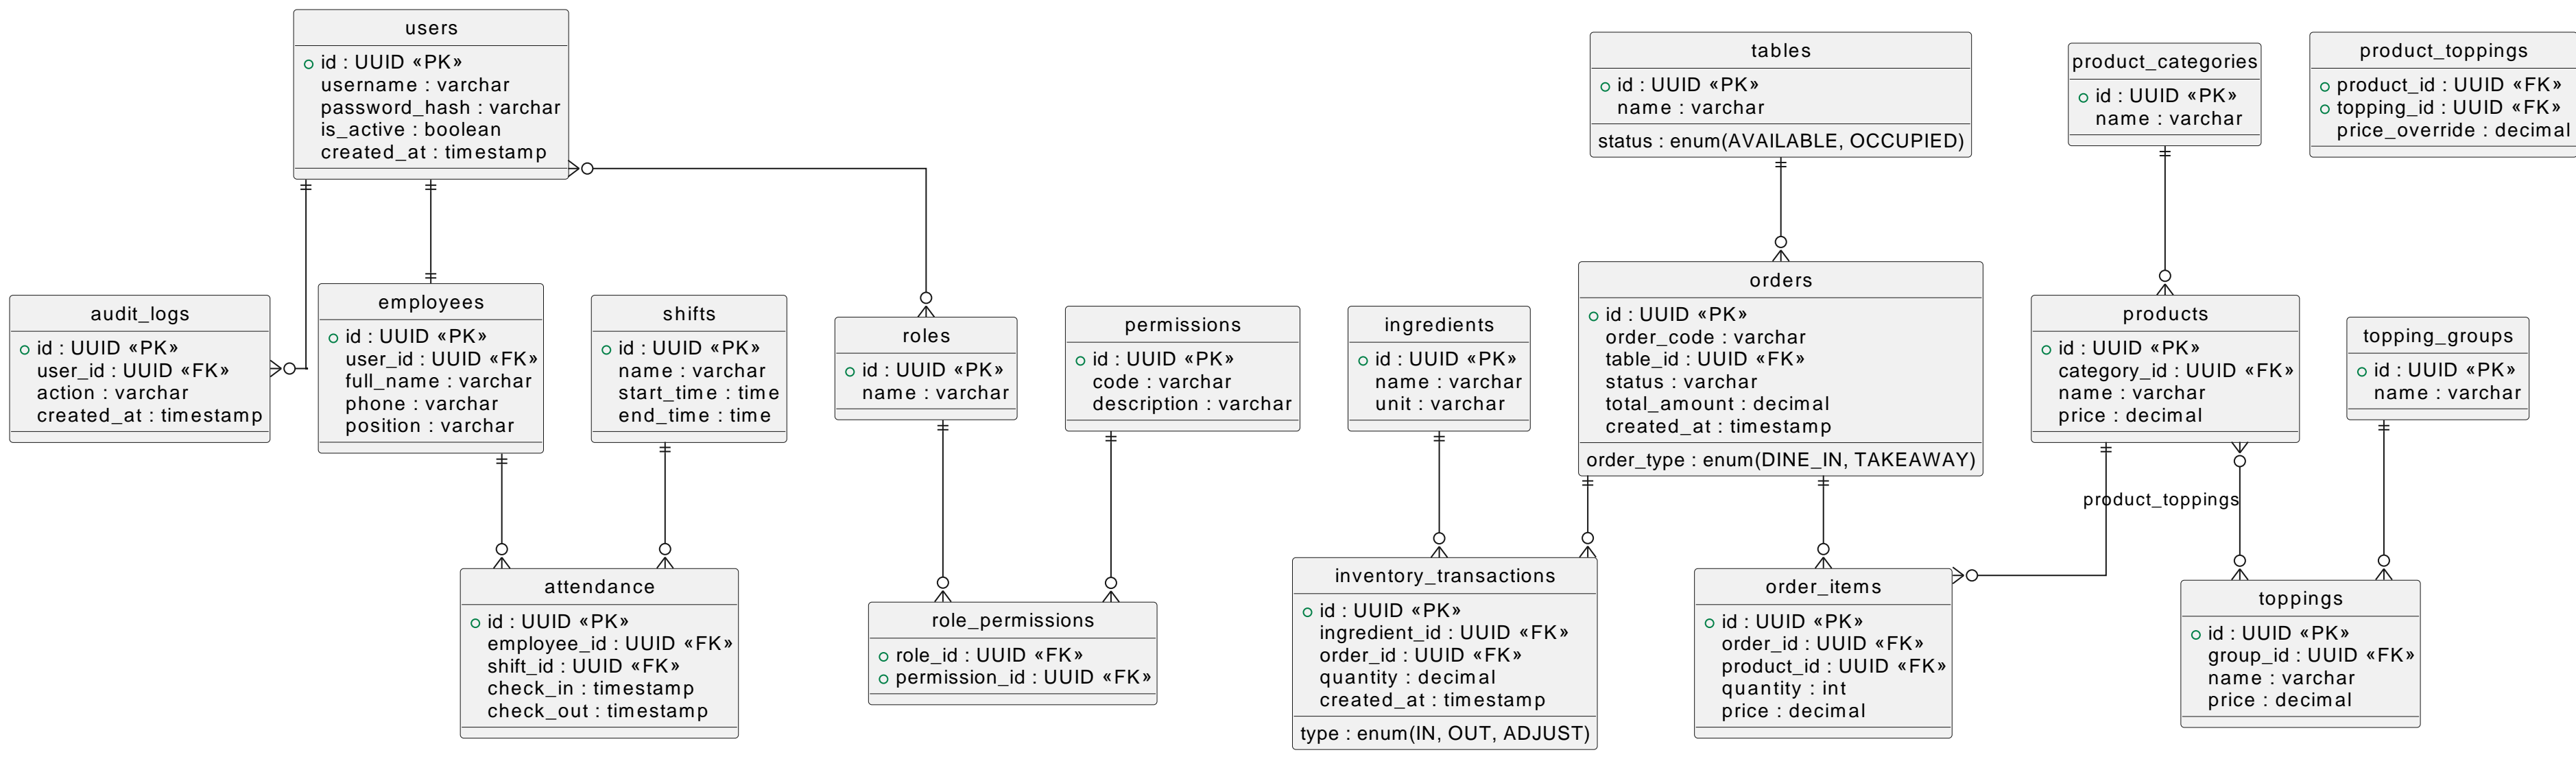 users
id : UUID «PK»
username : varchar
password_hash : varchar
is_active : boolean
created_at : timestamp
tables
id : UUID «PK»
name : varchar
status : enum(AVAILABLE, OCCUPIED)
product_categories
id : UUID «PK»
name : varchar
product_toppings
product_id : UUID «FK»
topping_id : UUID «FK»
price_override : decimal
audit_logs
id : UUID «PK»
user_id : UUID «FK»
action : varchar
created_at : timestamp
employees
id : UUID «PK»
user_id : UUID «FK»
full_name : varchar
phone : varchar
position : varchar
shifts
id : UUID «PK»
name : varchar
start_time : time
end_time : time
roles
id : UUID «PK»
name : varchar
permissions
id : UUID «PK»
code : varchar
description : varchar
ingredients
id : UUID «PK»
name : varchar
unit : varchar
orders
id : UUID «PK»
order_code : varchar
table_id : UUID «FK»
status : varchar
total_amount : decimal
created_at : timestamp
order_type : enum(DINE_IN, TAKEAWAY)
products
id : UUID «PK»
category_id : UUID «FK»
name : varchar
price : decimal
topping_groups
id : UUID «PK»
name : varchar
product_toppings
attendance
id : UUID «PK»
employee_id : UUID «FK»
shift_id : UUID «FK»
check_in : timestamp
check_out : timestamp
role_permissions
role_id : UUID «FK»
permission_id : UUID «FK»
inventory_transactions
id : UUID «PK»
ingredient_id : UUID «FK»
order_id : UUID «FK»
quantity : decimal
created_at : timestamp
type : enum(IN, OUT, ADJUST)
order_items
id : UUID «PK»
order_id : UUID «FK»
product_id : UUID «FK»
quantity : int
price : decimal
toppings
id : UUID «PK»
group_id : UUID «FK»
name : varchar
price : decimal